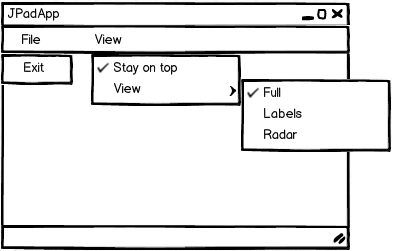 JPadApp
File View
Exit
Stay on top
View
Full
Labels
Radar